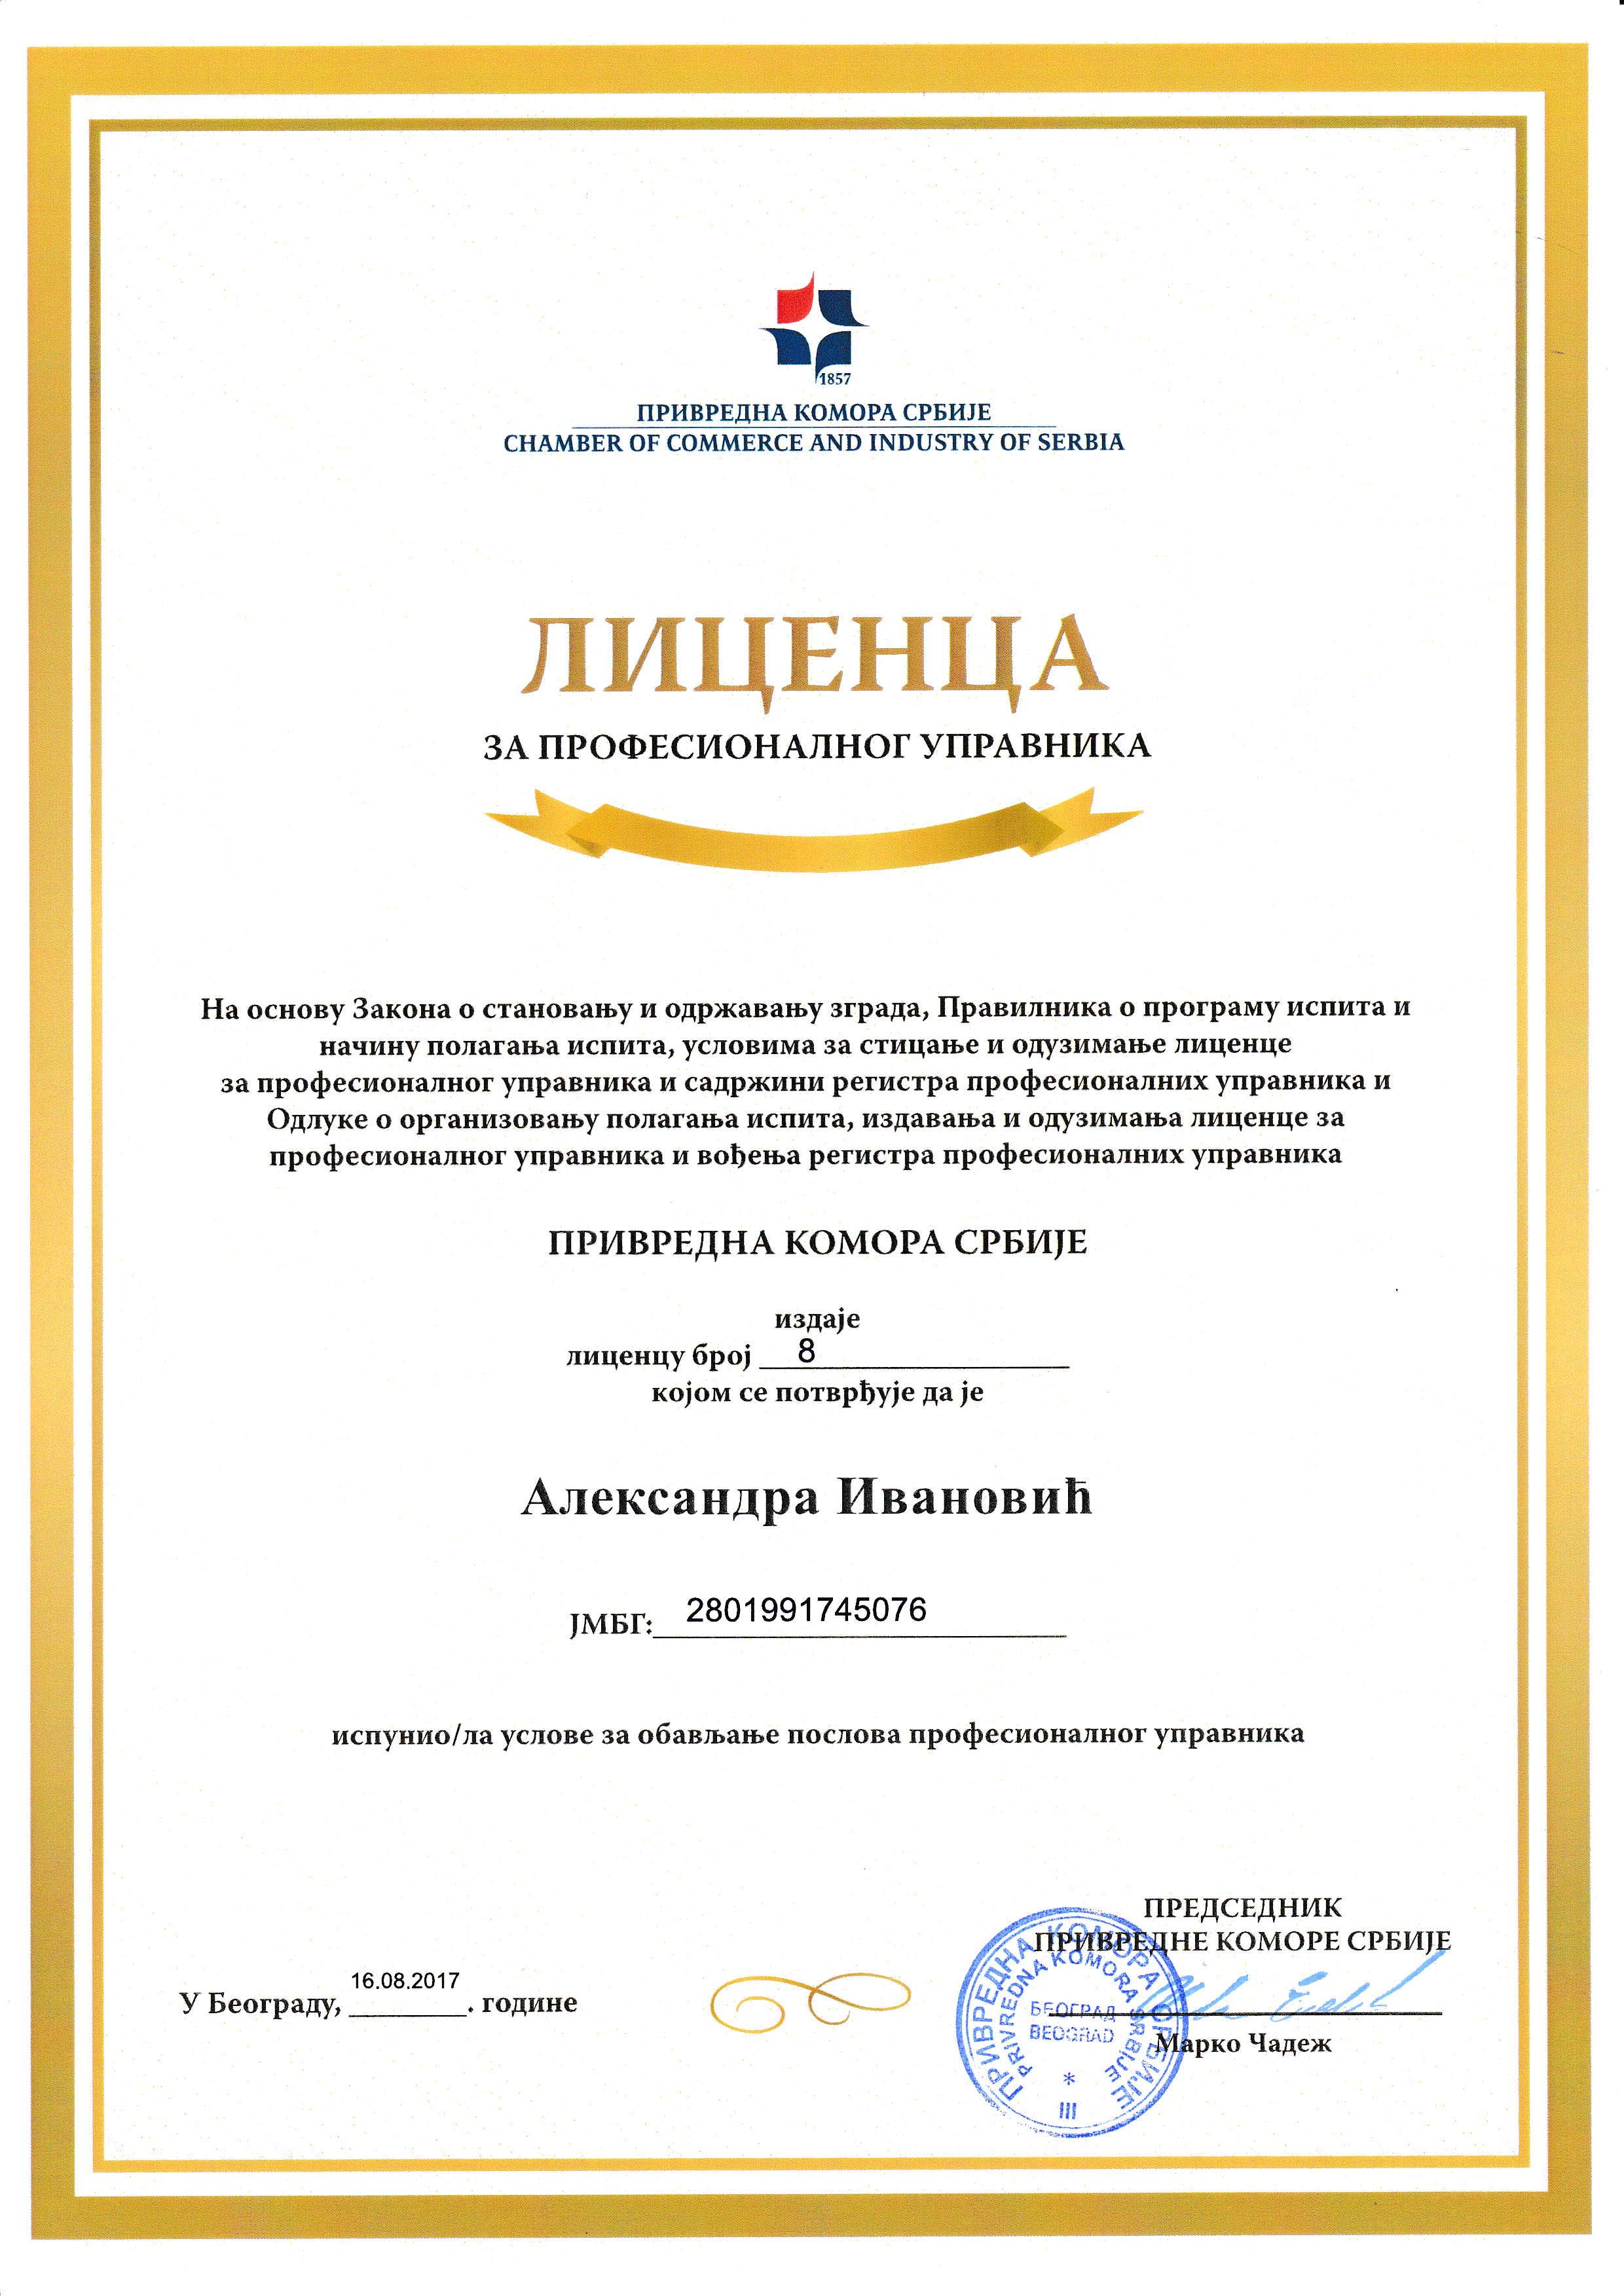 1857
ПРИВРЕДНА КОМОРА СРБИЈЕ
CHAMBER OF COMMERCE AND INDUSTRY OF SERBIA
ЛИЦЕНЦА
ЗА ПРОФЕСИОНАЛНОГ УПРАВНИКА
На основу Закона о становању и одржавању зграда, Правилника о програму испита и
начину полагања испита, условима за стицање и одузимање лиценце
за професионалног управника и садржини регистра професионалних управника и
Одлуке о организовању полагања испита, издавања и одузимања лиценце за
професионалног управника и вођења регистра професионалних управника
ПРИВРЕДНА КОМОРА СРБИЈЕ
издаје
лиценцу број 8
којом се потврђује да је
Александра Ивановић
ЈМБГ: 2801991745076
испунио/ла услове за обављање послова професионалног управника
У Београду, 16.08.2017. године
ПРЕДСЕДНИК
ПРИВРЕДНЕ КОМОРЕ СРБИЈЕ
Марко Чадеж
ПРИВРЕДНА КОМОРА СРБИЈЕ
PRIVREDNA KOMORA SRBIJE
БЕОГРАД
BEOGRAD
*
III